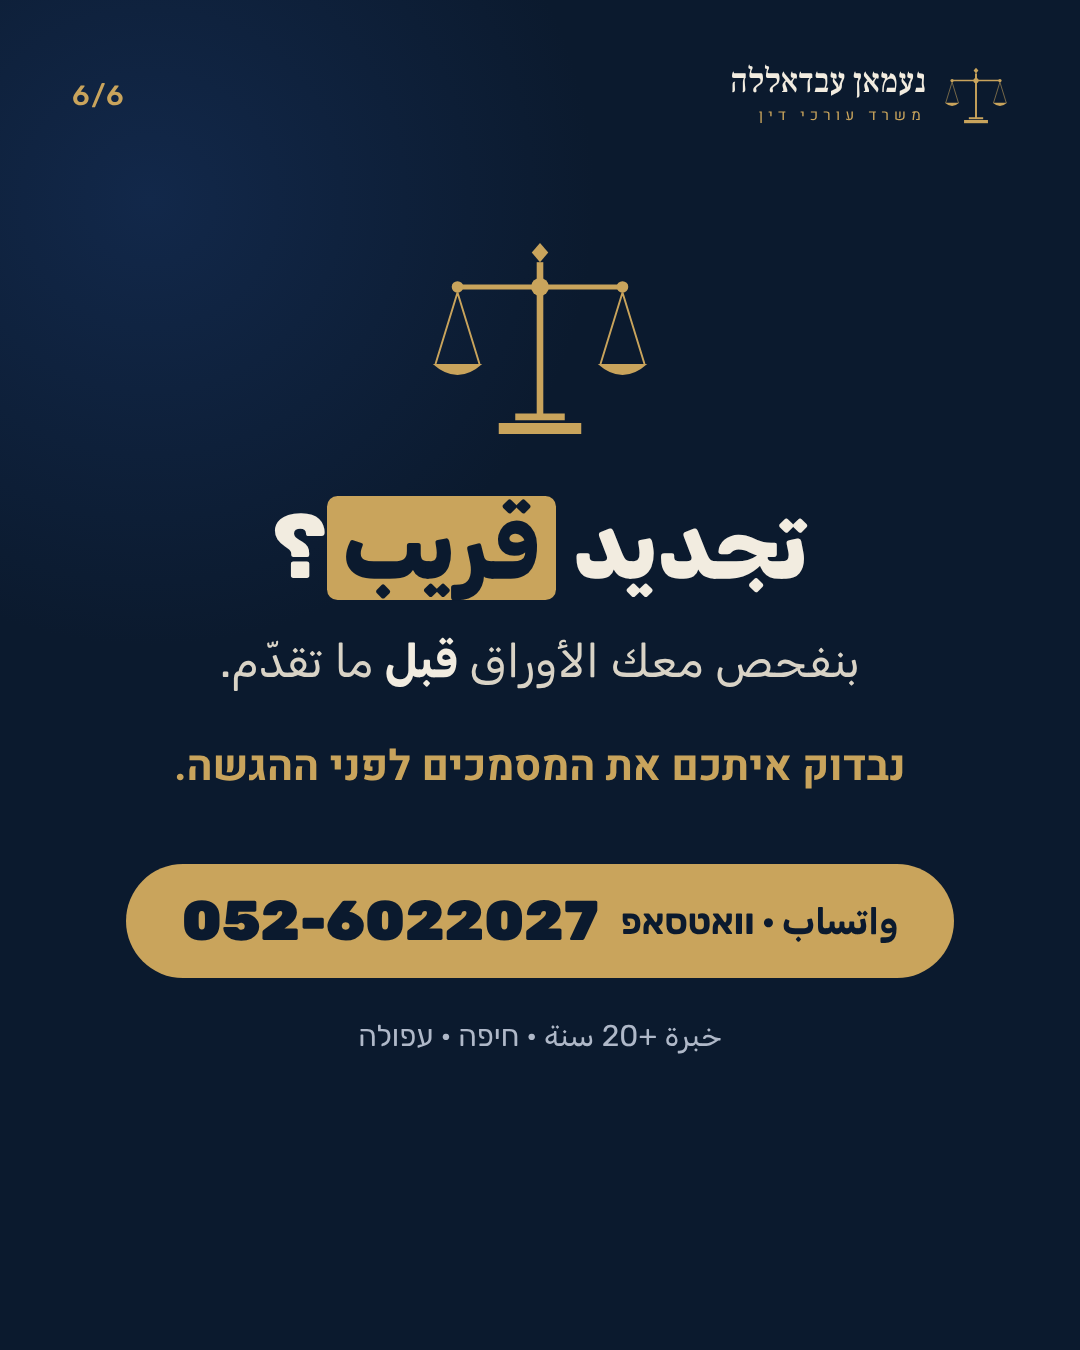 נעמאן עבדאללה
משרד עורכי דין
6/6
تجديد قريب؟
بنفحص معك الأوراق قبل ما تقدّم.
נבדוק איתכם את המסמכים לפני ההגשה.
واتساب • וואטסאפ 052-6022027
خبرة +20 سنة • חיפה • עפולה